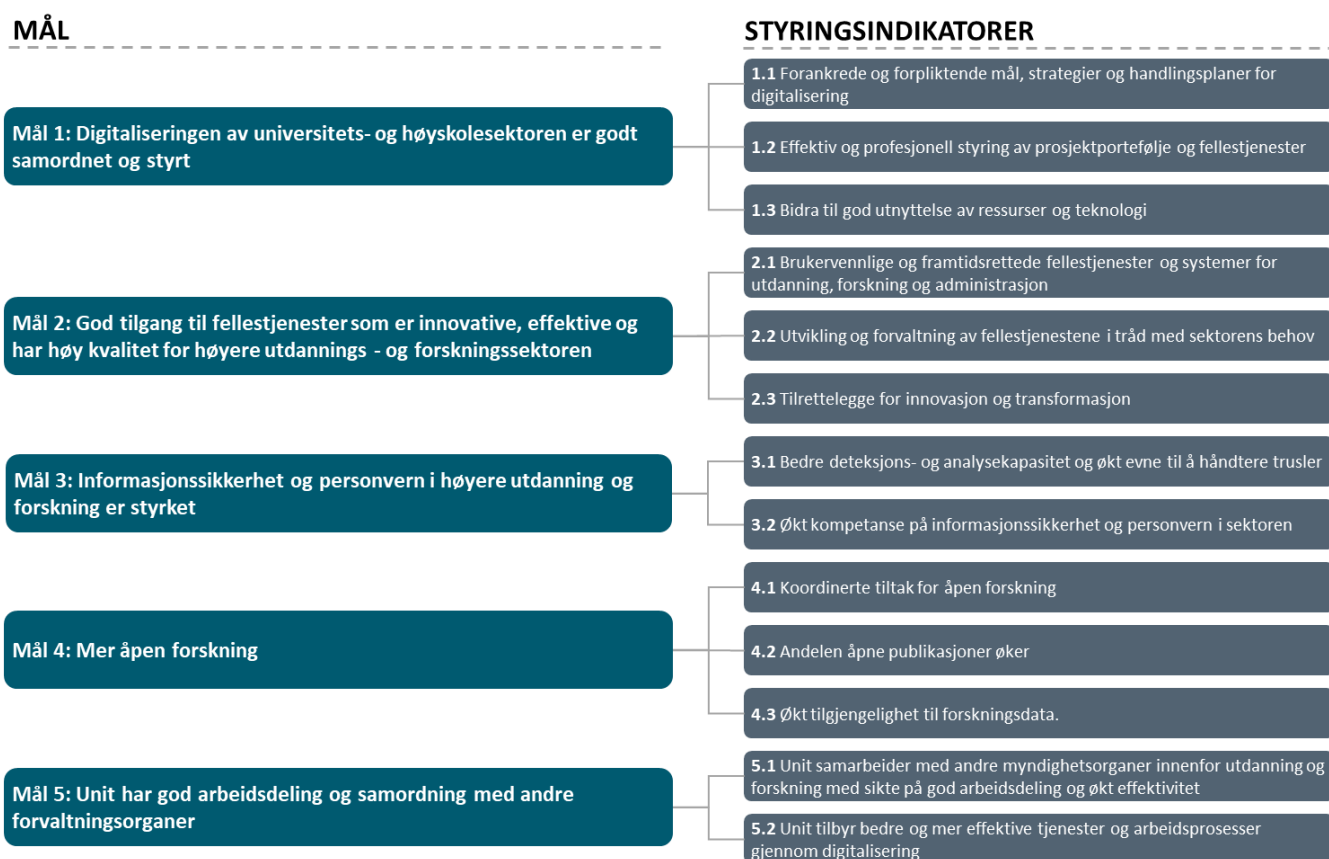 MÅL
STYRINGSINDIKATORER
Mål 1: Digitaliseringen av universitets- og høyskolesektoren er godt
samordnet og styrt
1.1 Forankrede og forpliktende mål, strategier og handlingsplaner for
digitalisering
1.2 Effektiv og profesjonell styring av prosjektportefølje og fellestjenester
1.3 Bidra til god utnyttelse av ressurser og teknologi
Mål 2: God tilgang til fellestjenester som er innovative, effektive og
har høy kvalitet for høyere utdannings - og forskningssektoren
2.1 Brukervennlige og framtidsrettede fellestjenester og systemer for
utdanning, forskning og administrasjon
2.2 Utvikling og forvaltning av fellestjenestene i tråd med sektorens behov
2.3 Tilrettelegge for innovasjon og transformasjon
Mål 3: Informasjonssikkerhet og personvern i høyere utdanning og
forskning er styrket
3.1 Bedre deteksjons- og analysekapasitet og økt evne til å håndtere trusler
3.2 Økt kompetanse på informasjonssikkerhet og personvern i sektoren
Mål 4: Mer åpen forskning
4.1 Koordinerte tiltak for åpen forskning
4.2 Andelen åpne publikasjoner øker
4.3 Økt tilgjengelighet til forskningsdata.
Mål 5: Unit har god arbeidsdeling og samordning med andre
forvaltningsorganer
5.1 Unit samarbeider med andre myndighetsorganer innenfor utdanning og
forskning med sikte på god arbeidsdeling og økt effektivitet
5.2 Unit tilbyr bedre og mer effektive tjenester og arbeidsprosesser
gjennom digitalisering